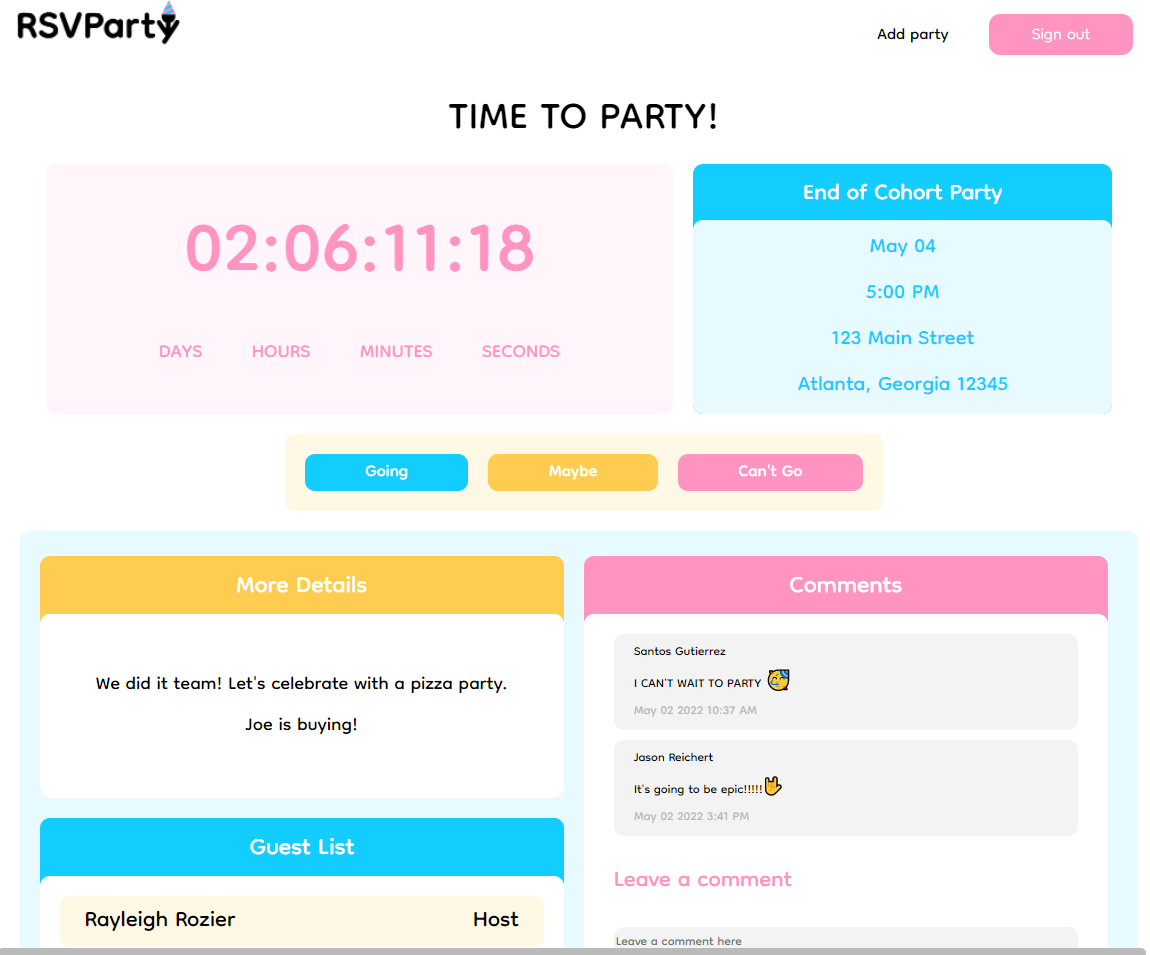 RSVParty
Add party
Sign out
TIME TO PARTY!
02:06:11:18
DAYS HOURS MINUTES SECONDS
End of Cohort Party
May 04
5:00 PM
123 Main Street
Atlanta, Georgia 12345
Going
Maybe
Can't Go
More Details
We did it team! Let's celebrate with a pizza party.
Joe is buying!
Guest List
Rayleigh Rozier Host
Comments
Santos Gutierrez
I CAN'T WAIT TO PARTY 🥳
May 02 2022 10:37 AM
Jason Reichert
It's going to be epic!!!!!🤟
May 02 2022 3:41 PM
Leave a comment
Leave a comment here